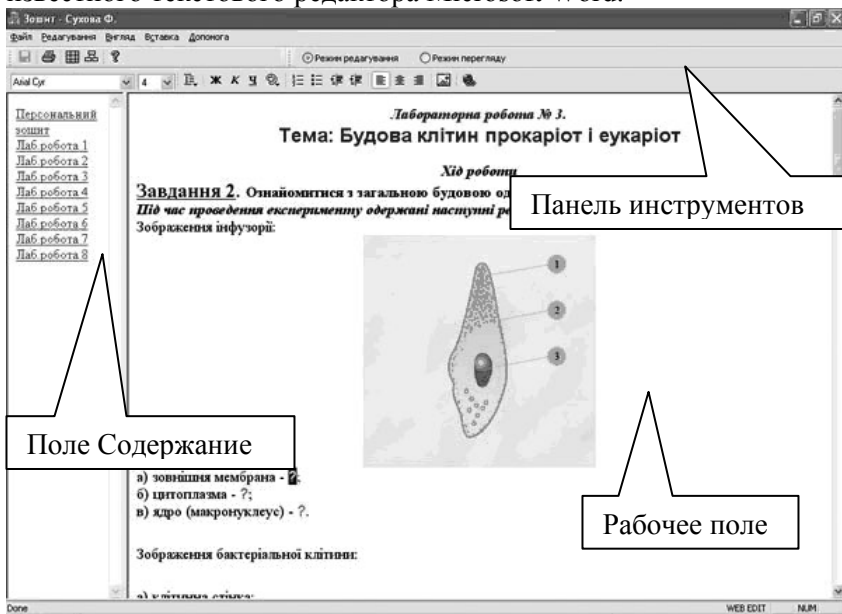 известного текстового редактора Microsoft Word.
Зошит - Сухова Ф.
Файл Редагування Вигляд Вставка Допомога
Режим редагування Режим перегляду
Arial Cyr 4 Ж К Ч
Персональний
зошит
Лаб.робота 1
Лаб.робота 2
Лаб.робота 3
Лаб.робота 4
Лаб.робота 5
Лаб.робота 6
Лаб.робота 7
Лаб.робота 8
Лабораторна робота № 3.
Тема: Будова клітин прокаріот і еукаріот
Хід роботи
Завдання 2. Ознайомитися з загальною будовою
Під час проведення експерименту одержані наступні
Зображення інфузорії:
1
2
3
а) зовнішня мембрана - ?;
б) цитоплазма - ?;
в) ядро (макронуклеус) - ?.
Зображення бактеріальної клітини:
а) клітинна стінка:
Панель инструментов
Поле Содержание
Рабочее поле
Done WEB EDIT NUM